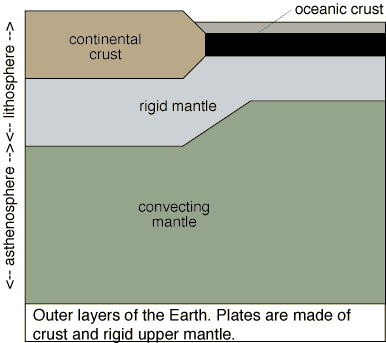 oceanic crust
continental
crust
rigid mantle
convecting
mantle
<-- asthenosphere --><-- lithosphere -->
Outer layers of the Earth. Plates are made of
crust and rigid upper mantle.